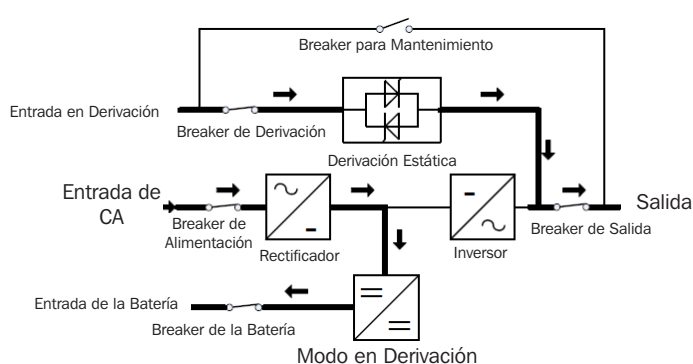 Breaker para Mantenimiento
Entrada en Derivación
Breaker de Derivación
Derivación Estática
Entrada de
CA
Breaker de
Alimentación
Rectificador
Inversor
Breaker de Salida
Salida
Entrada de la Batería
Breaker de la Batería
Modo en Derivación